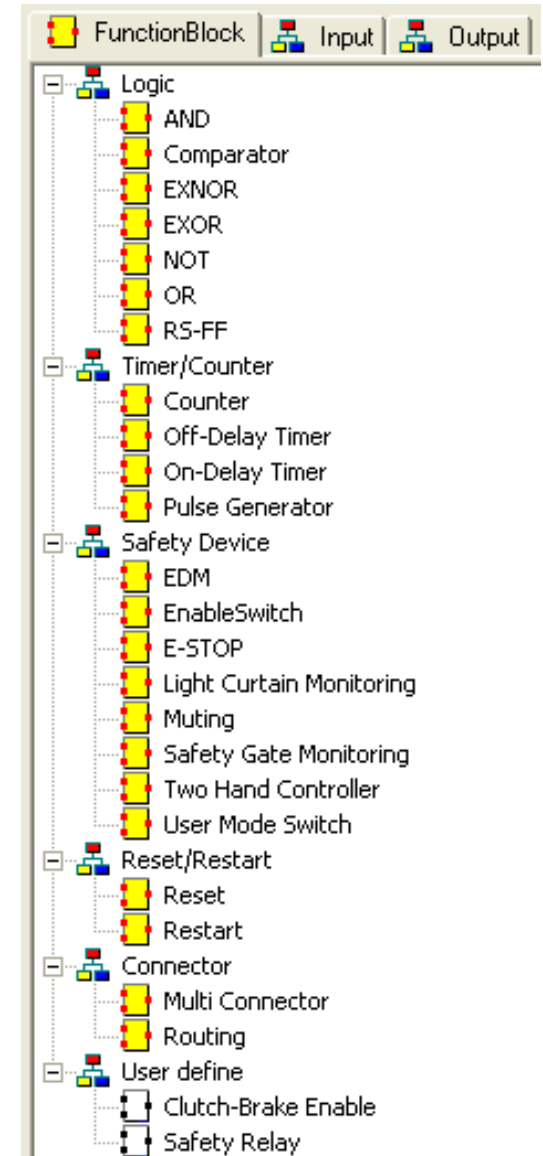 FunctionBlock Input Output
Logic
AND
Comparator
EXNOR
EXOR
NOT
OR
RS-FF
Timer/Counter
Counter
Off-Delay Timer
On-Delay Timer
Pulse Generator
Safety Device
EDM
EnableSwitch
E-STOP
Light Curtain Monitoring
Muting
Safety Gate Monitoring
Two Hand Controller
User Mode Switch
Reset/Restart
Reset
Restart
Connector
Multi Connector
Routing
User define
Clutch-Brake Enable
Safety Relay